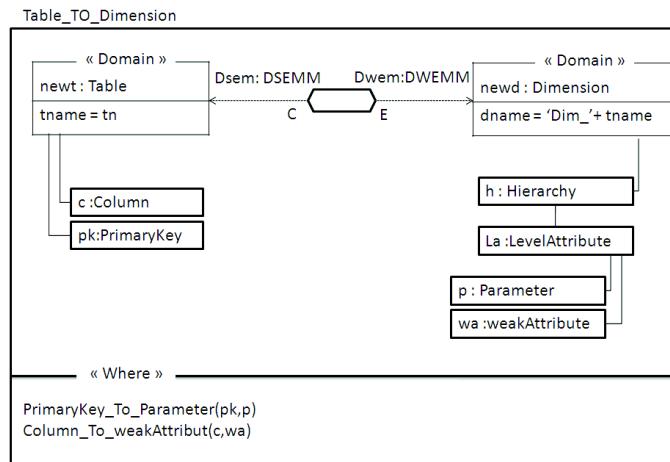 Table_TO_Dimension
« Domain »
newt : Table
tname = tn
Dsem: DSEMM
Dwem:DWEMM
C
E
« Domain »
newd : Dimension
dname = ‘Dim_’+ tname
c :Column
pk:PrimaryKey
h : Hierarchy
La :LevelAttribute
p : Parameter
wa :weakAttribute
« Where »
PrimaryKey_To_Parameter(pk,p)
Column_To_weakAttribut(c,wa)